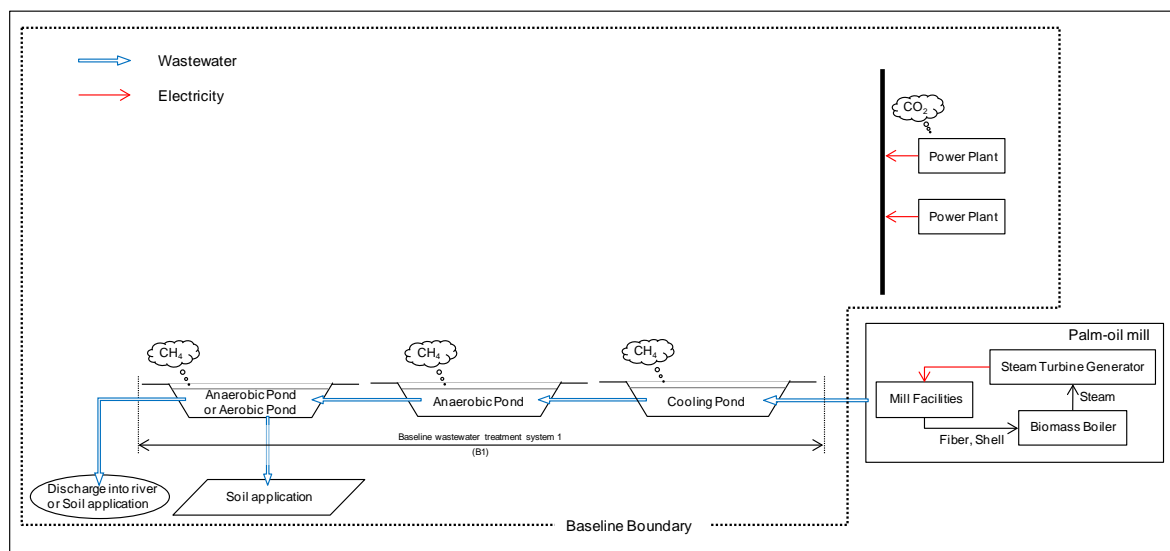 Wastewater
Electricity
CO2
Power Plant
Power Plant
Palm-oil mill
Steam Turbine Generator
Mill Facilities
Steam
Biomass Boiler
Fiber, Shell
CH4
CH4
CH4
Anaerobic Pond
or Aerobic Pond
Anaerobic Pond
Cooling Pond
Baseline wastewater treatment system 1
(B1)
Discharge into river
or Soil application
Soil application
Baseline Boundary